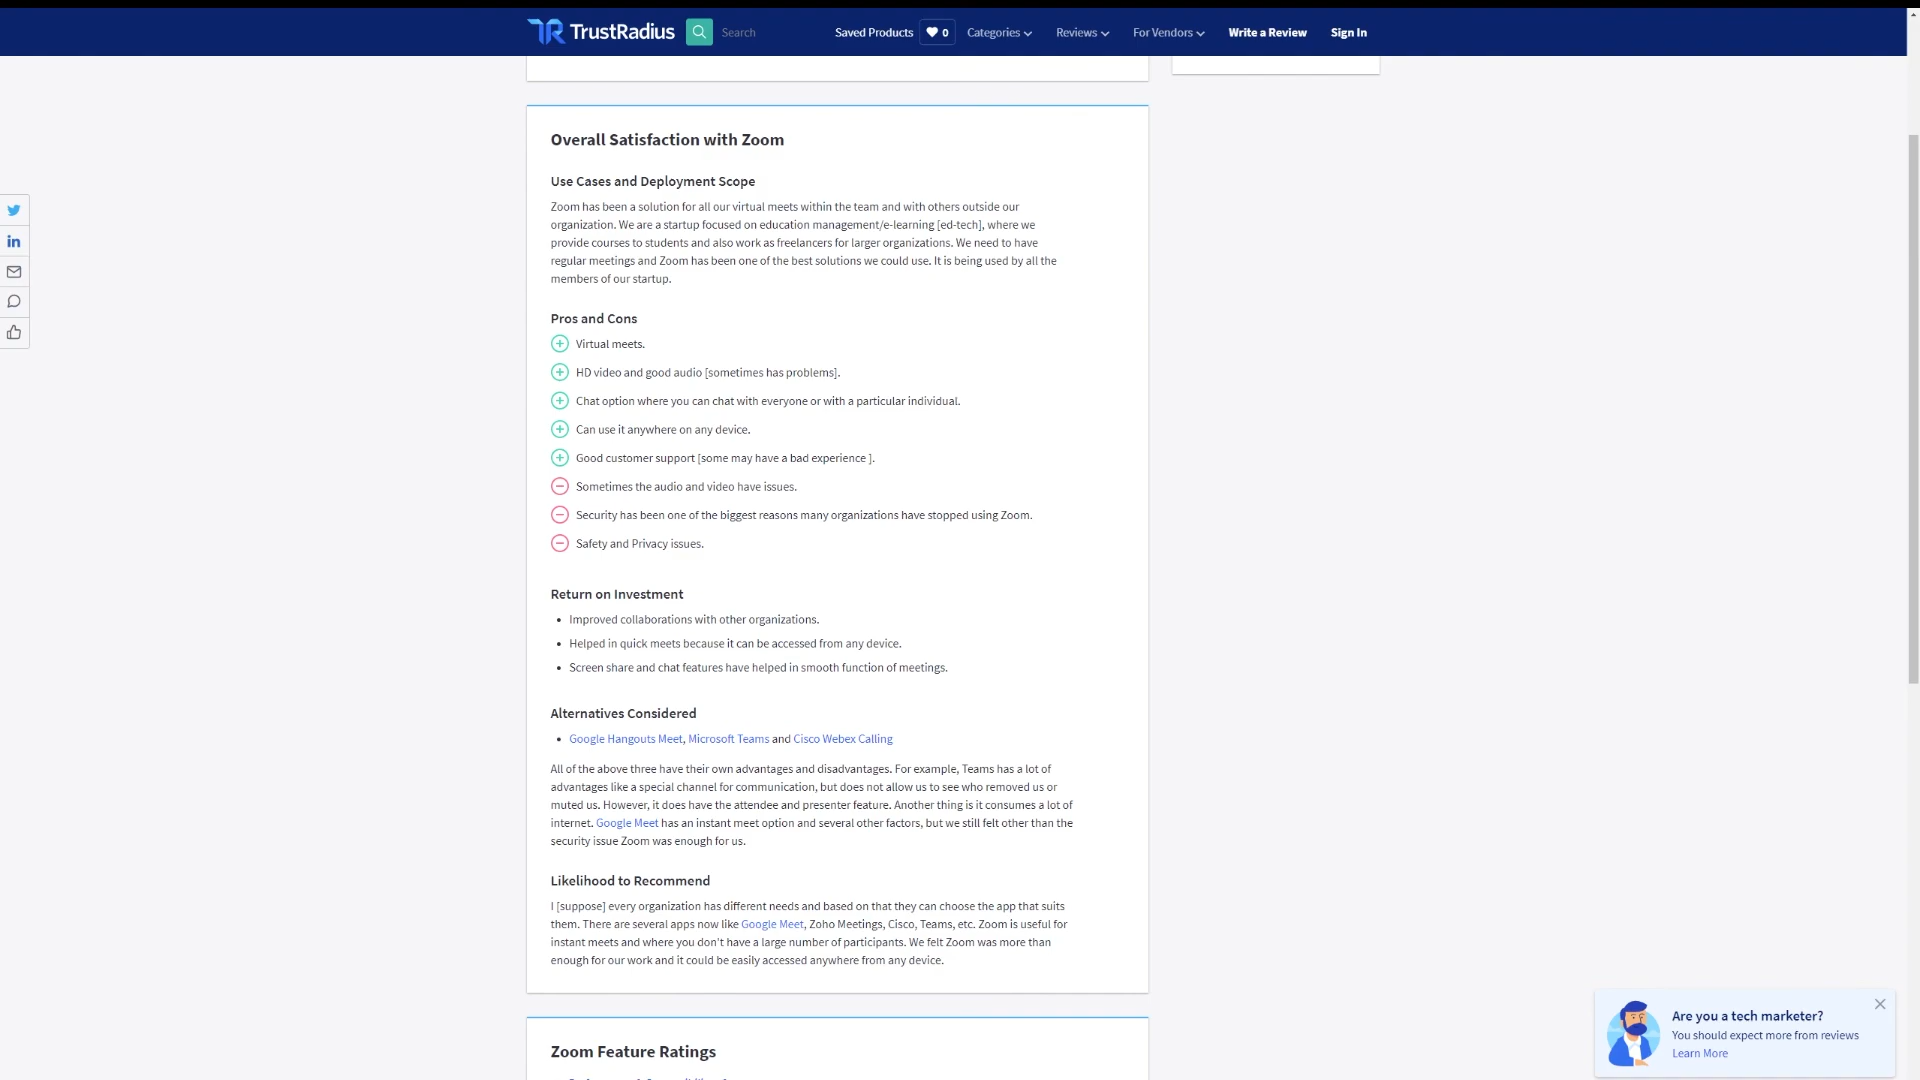 TrustRadius Search Saved Products 0 Categories Reviews For Vendors Write a Review Sign In
Overall Satisfaction with Zoom
Use Cases and Deployment Scope
Zoom has been a solution for all our virtual meets within the team and with others outside our
organization. We are a startup focused on education management/e-learning [ed-tech], where we
provide courses to students and also work as freelancers for larger organizations. We need to have
regular meetings and Zoom has been one of the best solutions we could use. It is being used by all the
members of our startup.
Pros and Cons
Virtual meets.
HD video and good audio [sometimes has problems].
Chat option where you can chat with everyone or with a particular individual.
Can use it anywhere on any device.
Good customer support [some may have a bad experience ].
Sometimes the audio and video have issues.
Security has been one of the biggest reasons many organizations have stopped using Zoom.
Safety and Privacy issues.
Return on Investment
• Improved collaborations with other organizations.
• Helped in quick meets because it can be accessed from any device.
• Screen share and chat features have helped in smooth function of meetings.
Alternatives Considered
• Google Hangouts Meet, Microsoft Teams and Cisco Webex Calling
All of the above three have their own advantages and disadvantages. For example, Teams has a lot of
advantages like a special channel for communication, but does not allow us to see who removed us or
muted us. However, it does have the attendee and presenter feature. Another thing is it consumes a lot of
internet. Google Meet has an instant meet option and several other factors, but we still felt other than the
security issue Zoom was enough for us.
Likelihood to Recommend
I [suppose] every organization has different needs and based on that they can choose the app that suits
them. There are several apps now like Google Meet, Zoho Meetings, Cisco, Teams, etc. Zoom is useful for
instant meets and where you don't have a large number of participants. We felt Zoom was more than
enough for our work and it could be easily accessed anywhere from any device.
Zoom Feature Ratings
Are you a tech marketer?
You should expect more from reviews
Learn More